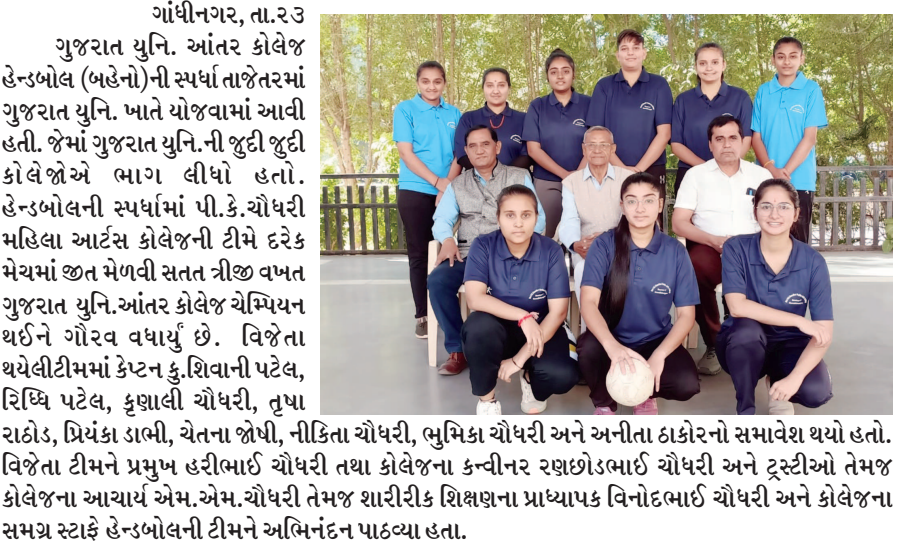 ગાંધીનગર, તા.૨૩
ગુજરાત યુનિ. આંતર કોલેજ
હેન્ડબોલ (બહેનો)ની સ્પર્ધા તાજેતરમાં
ગુજરાત યુનિ. ખાતે યોજવામાં આવી
હતી. જેમાં ગુજરાત યુનિ.ની જુદી જુદી
કોલેજોએ ભાગ લીધો હતો.
હેન્ડબોલની સ્પર્ધામાં પી.કે.ચૌધરી
મહિલા આર્ટસ કોલેજની ટીમે દરેક
મેચમાં જીત મેળવી સતત ત્રીજી વખત
ગુજરાત યુનિ.આંતર કોલેજ ચેમ્પિયન
થઈને ગૌરવ વધાર્યું છે. વિજેતા
થયેલીટીમમાં કેપ્ટન કુ.શિવાની પટેલ,
રિધ્ધિ પટેલ, કૃણાલી ચૌધરી, તૃષા
રાઠોડ, પ્રિયંકા ડાભી, ચેતના જોષી, નીકિતા ચૌધરી, ભુમિકા ચૌધરી અને અનીતા ઠાકોરનો સમાવેશ થયો હતો.
વિજેતા ટીમને પ્રમુખ હરીભાઈ ચૌધરી તથા કોલેજના કન્વીનર રણછોડભાઈ ચૌધરી અને ટ્રસ્ટીઓ તેમજ
કોલેજના આચાર્ય એમ.એમ.ચૌધરી તેમજ શારીરીક શિક્ષણના પ્રાધ્યાપક વિનોદભાઈ ચૌધરી અને કોલેજના
સમગ્ર સ્ટાફે હેન્ડબોલની ટીમને અભિનંદન પાઠવ્યા હતા.